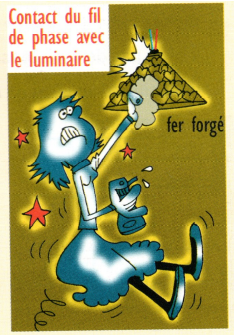 Contact du fil
de phase avec
le luminaire
fer forgé